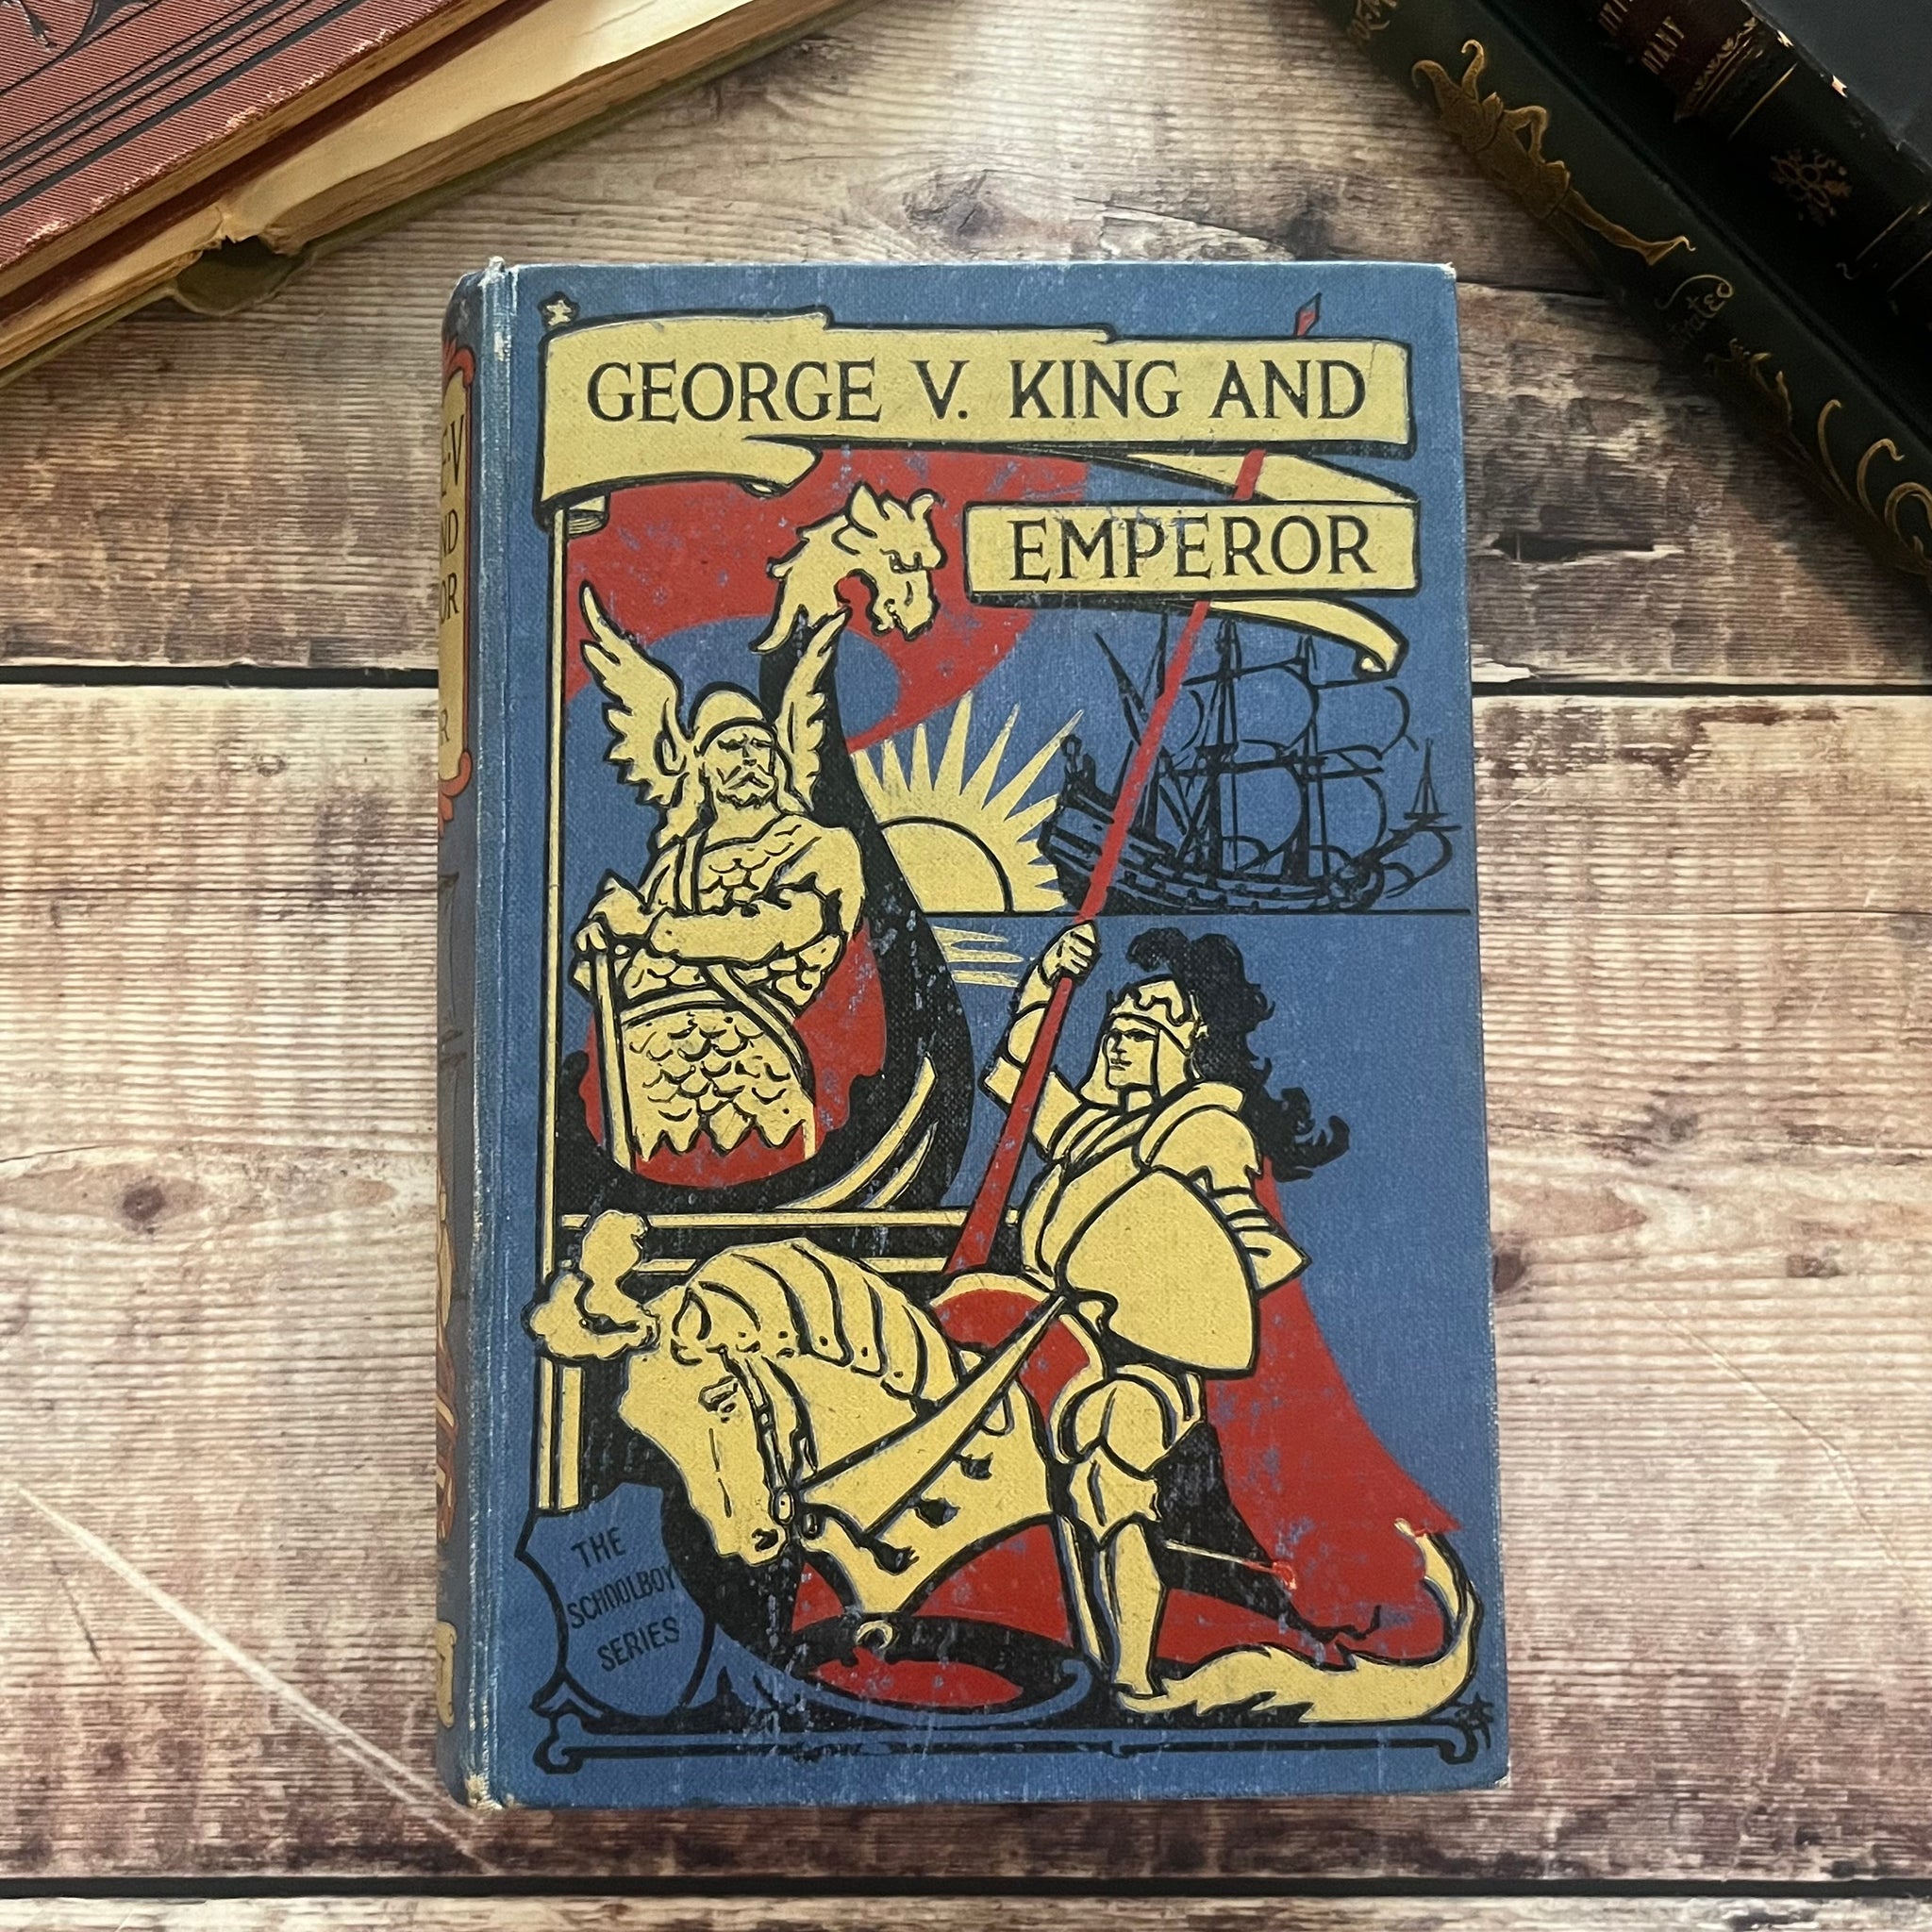 GEORGE V. KING AND
EMPEROR
THE
SCHOOLBOY
SERIES